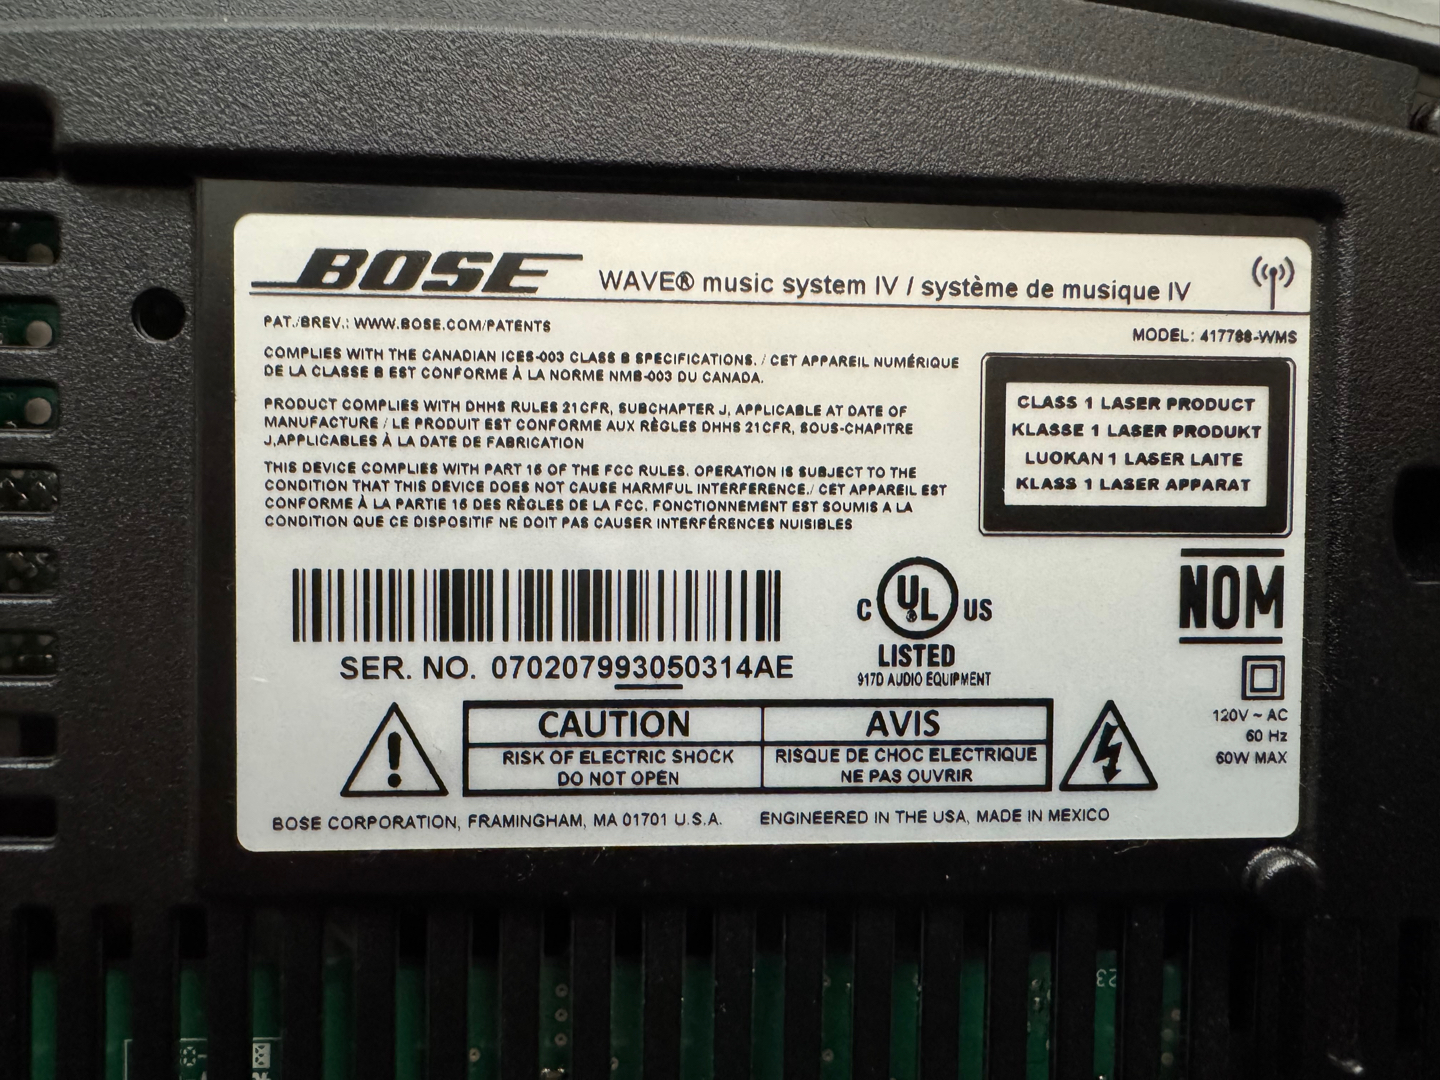 BOSE
WAVE® music system IV / système de musique IV
PAT./BREV.: WWW.BOSE.COM/PATENTS
MODEL: 417788-WMS
COMPLIES WITH THE CANADIAN ICES-003 CLASS B SPECIFICATIONS. / CET APPAREIL NUMÉRIQUE
DE LA CLASSE B EST CONFORME À LA NORME NMB-003 DU CANADA.
PRODUCT COMPLIES WITH DHHS RULES 21CFR, SUBCHAPTER J, APPLICABLE AT DATE OF
MANUFACTURE / LE PRODUIT EST CONFORME AUX RÈGLES DHHS 21CFR, SOUS-CHAPITRE
J,APPLICABLES À LA DATE DE FABRICATION
THIS DEVICE COMPLIES WITH PART 15 OF THE FCC RULES. OPERATION IS SUBJECT TO THE
CONDITION THAT THIS DEVICE DOES NOT CAUSE HARMFUL INTERFERENCE./ CET APPAREIL EST
CONFORME À LA PARTIE 15 DES RÈGLES DE LA FCC. FONCTIONNEMENT EST SOUMIS A LA
CONDITION QUE CE DISPOSITIF NE DOIT PAS CAUSER INTERFÉRENCES NUISIBLES
CLASS 1 LASER PRODUCT
KLASSE 1 LASER PRODUKT
LUOKAN 1 LASER LAITE
KLASS 1 LASER APPARAT
SER. NO. 070207993050314AE
C UL® US
LISTED
917D AUDIO EQUIPMENT
NOM
120V ~ AC
60 Hz
60W MAX
CAUTION
RISK OF ELECTRIC SHOCK
DO NOT OPEN
AVIS
RISQUE DE CHOC ELECTRIQUE
NE PAS OUVRIR
BOSE CORPORATION, FRAMINGHAM, MA 01701 U.S.A.
ENGINEERED IN THE USA, MADE IN MEXICO
23